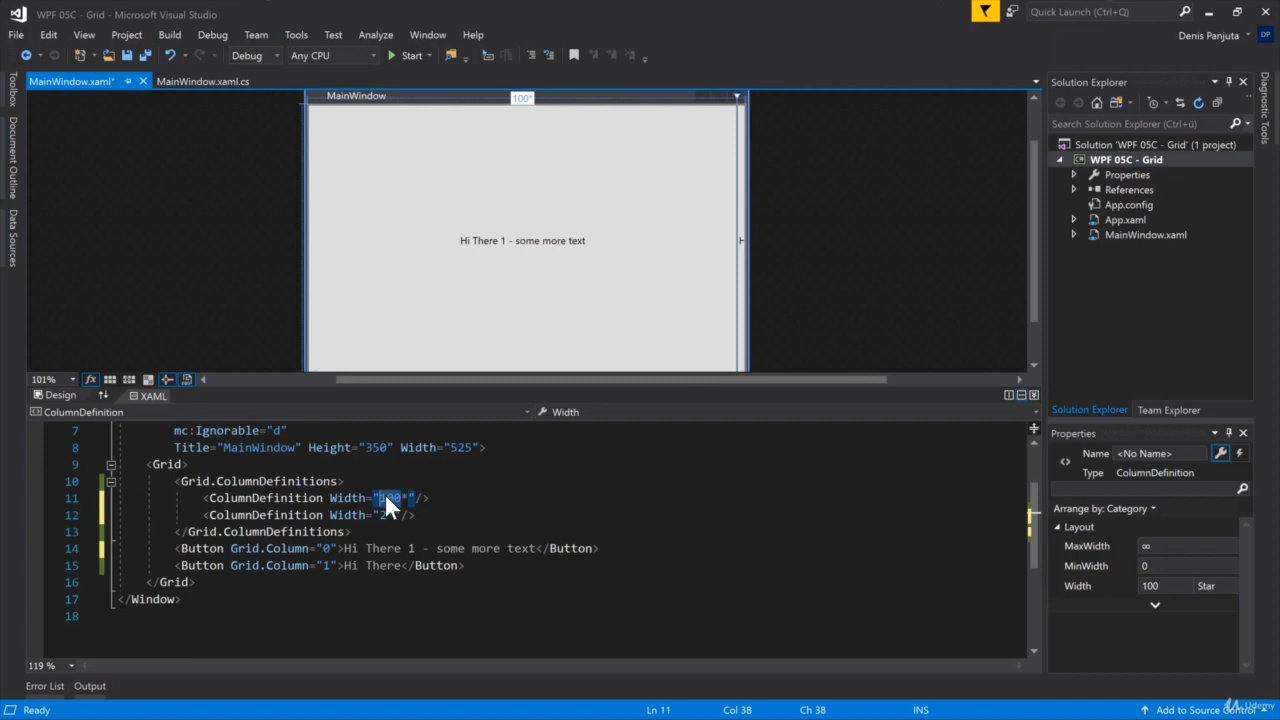 WPF 05C - Grid - Microsoft Visual Studio
Quick Launch (Ctrl+Q)
File Edit View Project Build Debug Team Tools Test Analyze Window Help
Denis Panjuta DP
Debug Any CPU Start
MainWindow.xaml* MainWindow.xaml.cs
Toolbox
Document Outline
Data Sources
MainWindow
100*
Hi There 1 - some more text
H
101%
Design XAML
ColumnDefinition Width
7 mc:Ignorable="d"
8 Title="MainWindow" Height="350" Width="525">
9 <Grid>
10 <Grid.ColumnDefinitions>
11 <ColumnDefinition Width="100*"/>
12 <ColumnDefinition Width="2*"/>
13 </Grid.ColumnDefinitions>
14 <Button Grid.Column="0">Hi There 1 - some more text</Button>
15 <Button Grid.Column="1">Hi There</Button>
16 </Grid>
17 </Window>
18
119 %
Error List Output
Ready Ln 11 Col 38 Ch 38 INS Add to Source Control
Solution Explorer
Search Solution Explorer (Ctrl+ü)
Solution 'WPF 05C - Grid' (1 project)
WPF 05C - Grid
Properties
References
App.config
App.xaml
MainWindow.xaml
Solution Explorer Team Explorer
Properties
Name <No Name>
Type ColumnDefinition
Arrange by: Category
Layout
MaxWidth ∞
MinWidth 0
Width 100 Star
Diagnostic Tools
Udemy